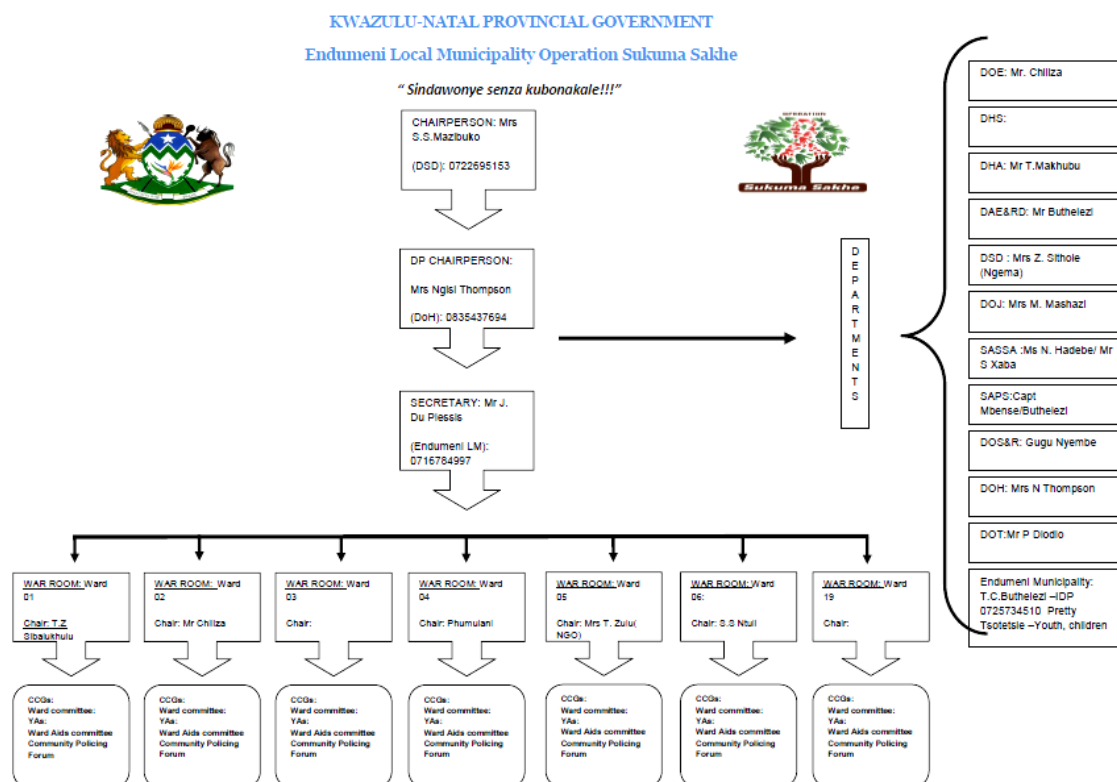 KWAZULU-NATAL PROVINCIAL GOVERNMENT
Endumeni Local Municipality Operation Sukuma Sakhe
“ Sindawonye senza kubonakale!!!”
CHAIRPERSON: Mrs
S.S.Mazibuko
(DSD): 0722695153
OPERATION
Sukuma Sakhe
DP CHAIRPERSON:
Mrs Ngisi Thompson
(DoH): 0835437694
SECRETARY: Mr J.
Du Plessis
(Endumeni LM):
0716784997
DEPARTMENTS
DOE: Mr. Chiliza
DHS:
DHA: Mr T.Makhubu
DAE&RD: Mr Buthelezi
DSD : Mrs Z. Sithole
(Ngema)
DOJ: Mrs M. Mashazi
SASSA :Ms N. Hadebe/ Mr
S Xaba
SAPS:Capt
Mbense/Buthelezi
DOS&R: Gugu Nyembe
DOH: Mrs N Thompson
DOT:Mr P Dlodlo
Endumeni Municipality:
T.C.Buthelezi –IDP
0725734510 Pretty
Tsotetsie –Youth, children
WAR ROOM: Ward
01
Chair: T.Z
Sibalukhulu
WAR ROOM: Ward
02
Chair: Mr Chiliza
WAR ROOM: Ward
03
Chair:
WAR ROOM: Ward
04
Chair: Phumulani
WAR ROOM: Ward
05
Chair: Mrs T. Zulu(
NGO)
WAR ROOM: Ward
06:
Chair: S.S Ntuli
WAR ROOM: Ward
19
Chair:
CCGs:
Ward committee:
YAs:
Ward Aids committee
Community Policing
Forum
CCGs:
Ward committee:
YAs:
Ward Aids committee
Community Policing
Forum
CCGs:
Ward committee:
YAs:
Ward Aids committee
Community Policing
Forum
CCGs:
Ward committee:
YAs:
Ward Aids committee
Community Policing
Forum
CCGs:
Ward committee:
YAs:
Ward Aids committee
Community Policing
Forum
CCGs:
Ward committee:
YAs:
Ward Aids committee
Community Policing
Forum
CCGs:
Ward committee:
YAs:
Ward Aids committee
Community Policing
Forum